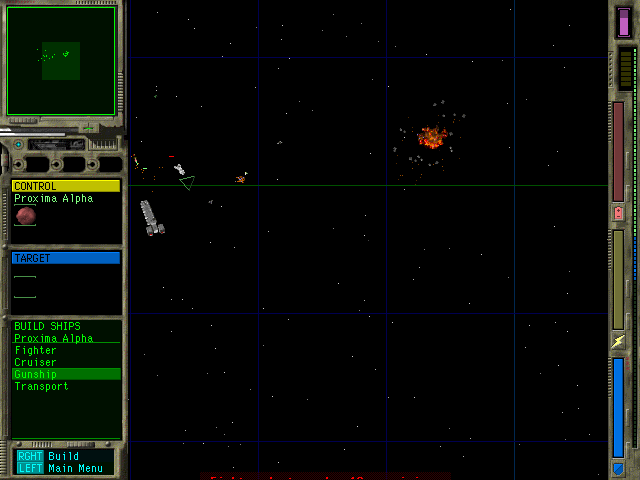 CONTROL
Proxima Alpha
TARGET
BUILD SHIPS
Proxima Alpha
Fighter
Cruiser
Gunship
Transport
RGHT Build
LEFT Main Menu